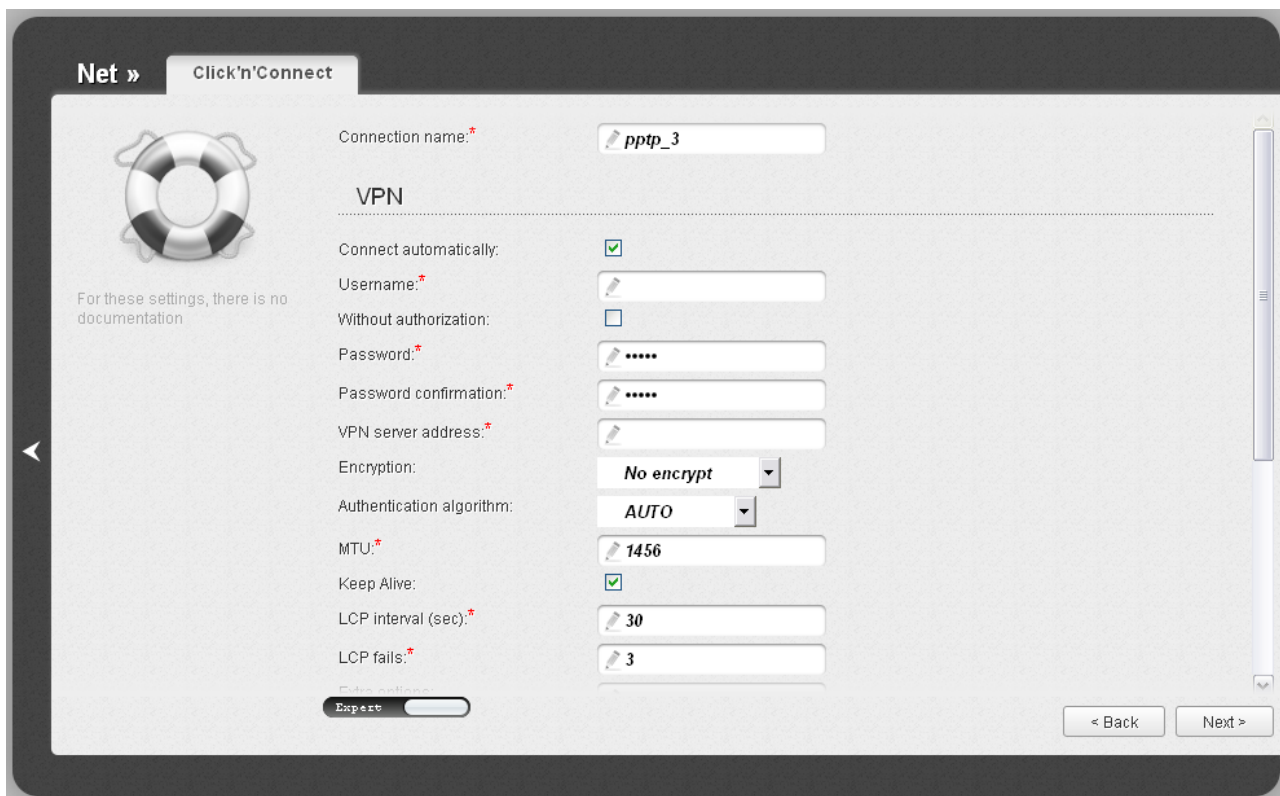 Net »
Click'n'Connect
For these settings, there is no
documentation
Connection name:* pptp_3
VPN
Connect automatically:
Username:*
Without authorization:
Password:* •••••
Password confirmation:* •••••
VPN server address:*
Encryption: No encrypt
Authentication algorithm: AUTO
MTU:* 1456
Keep Alive:
LCP interval (sec):* 30
LCP fails:* 3
Extra options:
Expert
< Back
Next >